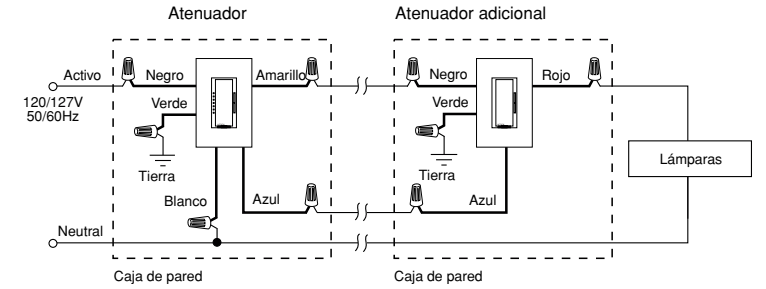 Atenuador
Atenuador adicional
Activo
Negro
Amarillo
Negro
Rojo
120/127V
50/60Hz
Verde
Verde
Tierra
Tierra
Lámparas
Blanco
Azul
Azul
Neutral
Caja de pared
Caja de pared